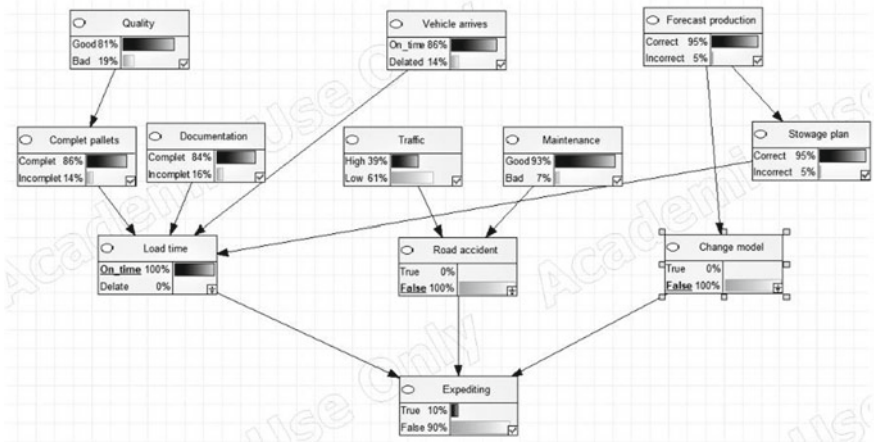 Quality
Good 81%
Bad 19%
Vehicle arrives
On_time 86%
Delated 14%
Forecast production
Correct 95%
Incorrect 5%
Complet pallets
Complet 86%
Incomplet 14%
Documentation
Complet 84%
Incomplet 16%
Traffic
High 39%
Low 61%
Maintenance
Good 93%
Bad 7%
Stowage plan
Correct 95%
Incorrect 5%
Load time
On_time 100%
Delate 0%
Road accident
True 0%
False 100%
Change model
True 0%
False 100%
Expediting
True 10%
False 90%
Academic Use Only